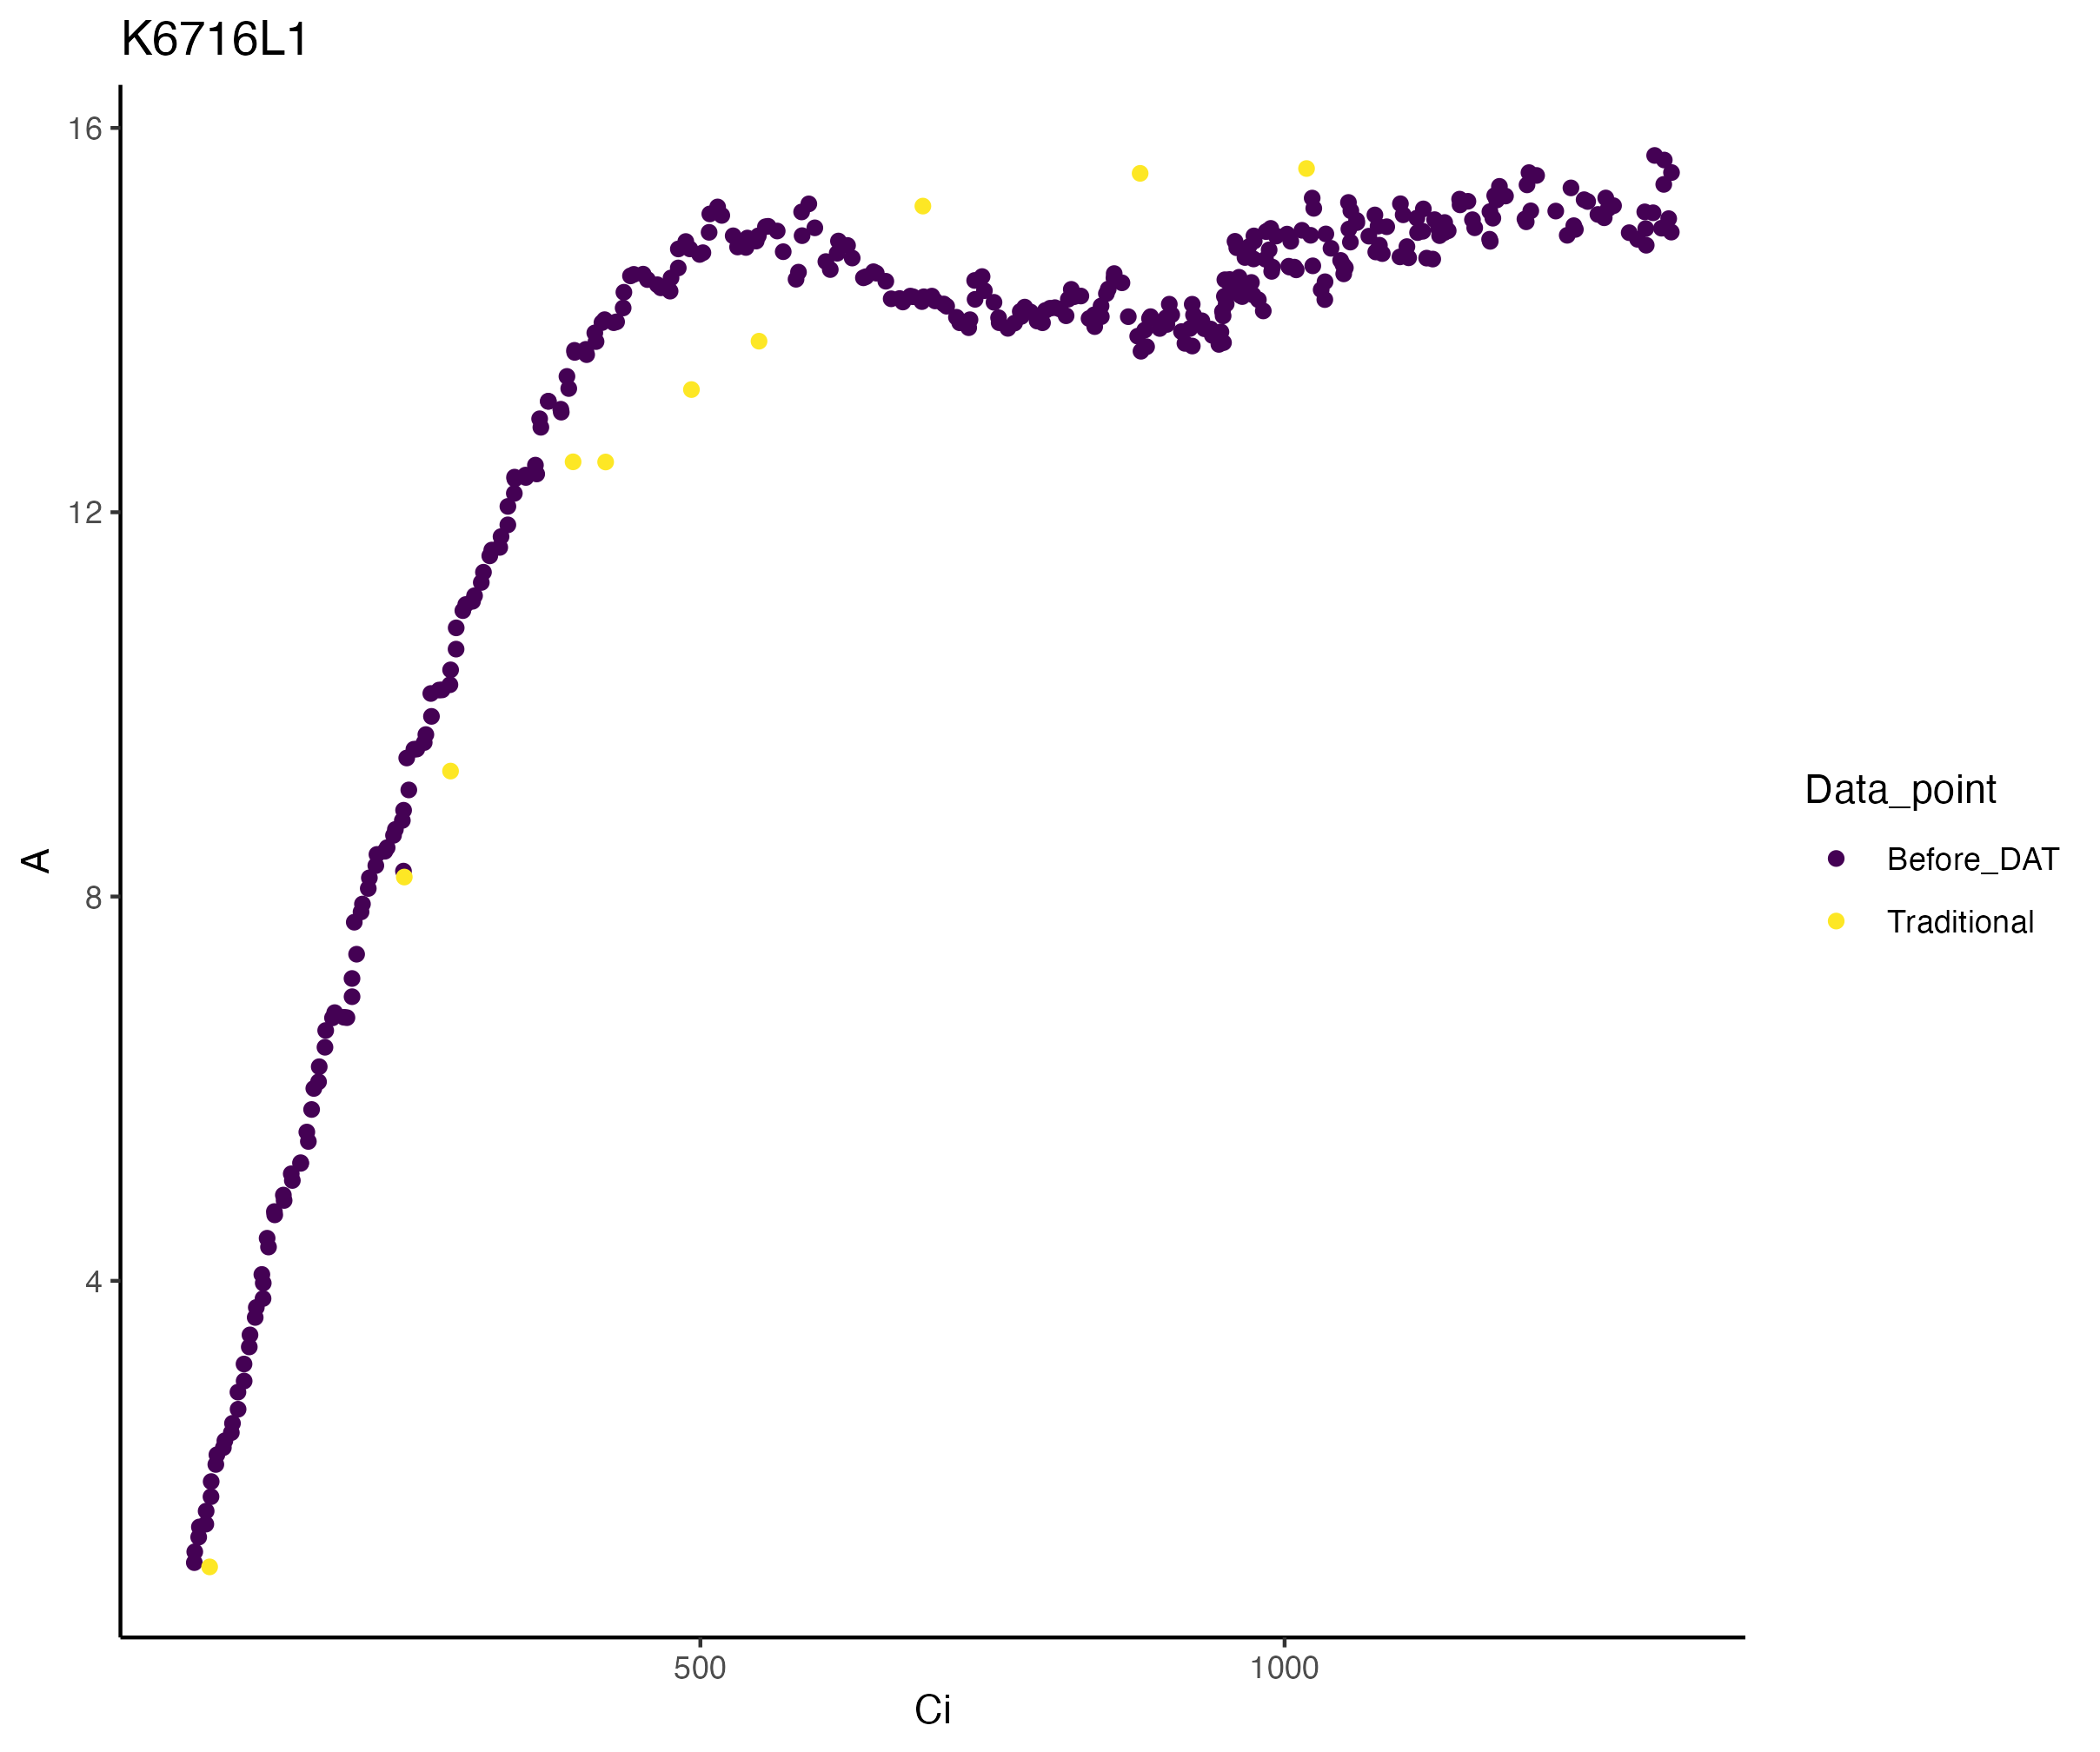 K6716L1
16
12
8
4
A
500
1000
Ci
Data_point
Before_DAT
Traditional